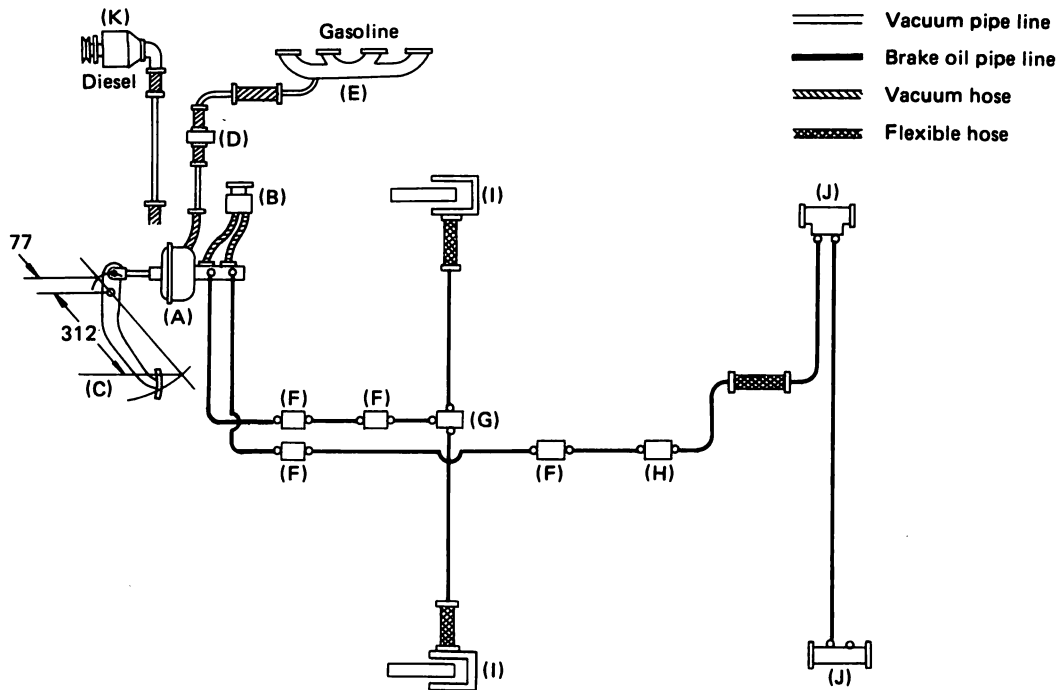 (K)
Diesel
Gasoline
(E)
Vacuum pipe line
Brake oil pipe line
Vacuum hose
Flexible hose
(D)
(B)
(A)
77
312
(C)
(I)
(J)
(F)
(F)
(G)
(F)
(F)
(H)
(I)
(J)